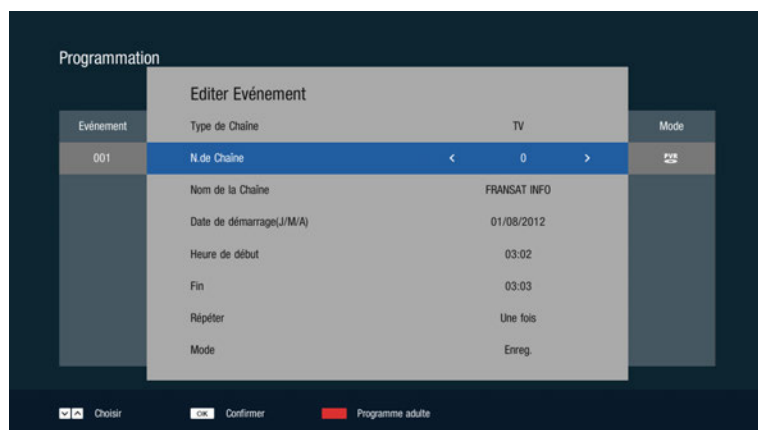 Programmation
Editer Evénement
Evénement Type de Chaîne TV Mode
001 N.de Chaîne < 0 > PVR
Nom de la Chaîne FRANSAT INFO
Date de démarrage(J/M/A) 01/08/2012
Heure de début 03:02
Fin 03:03
Répéter Une fois
Mode Enreg.
Choisir OK Confirmer Programme adulte